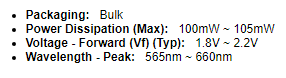 Packaging: Bulk
Power Dissipation (Max): 100mW ~ 105mW
Voltage - Forward (Vf) (Typ): 1.8V ~ 2.2V
Wavelength - Peak: 565nm ~ 660nm